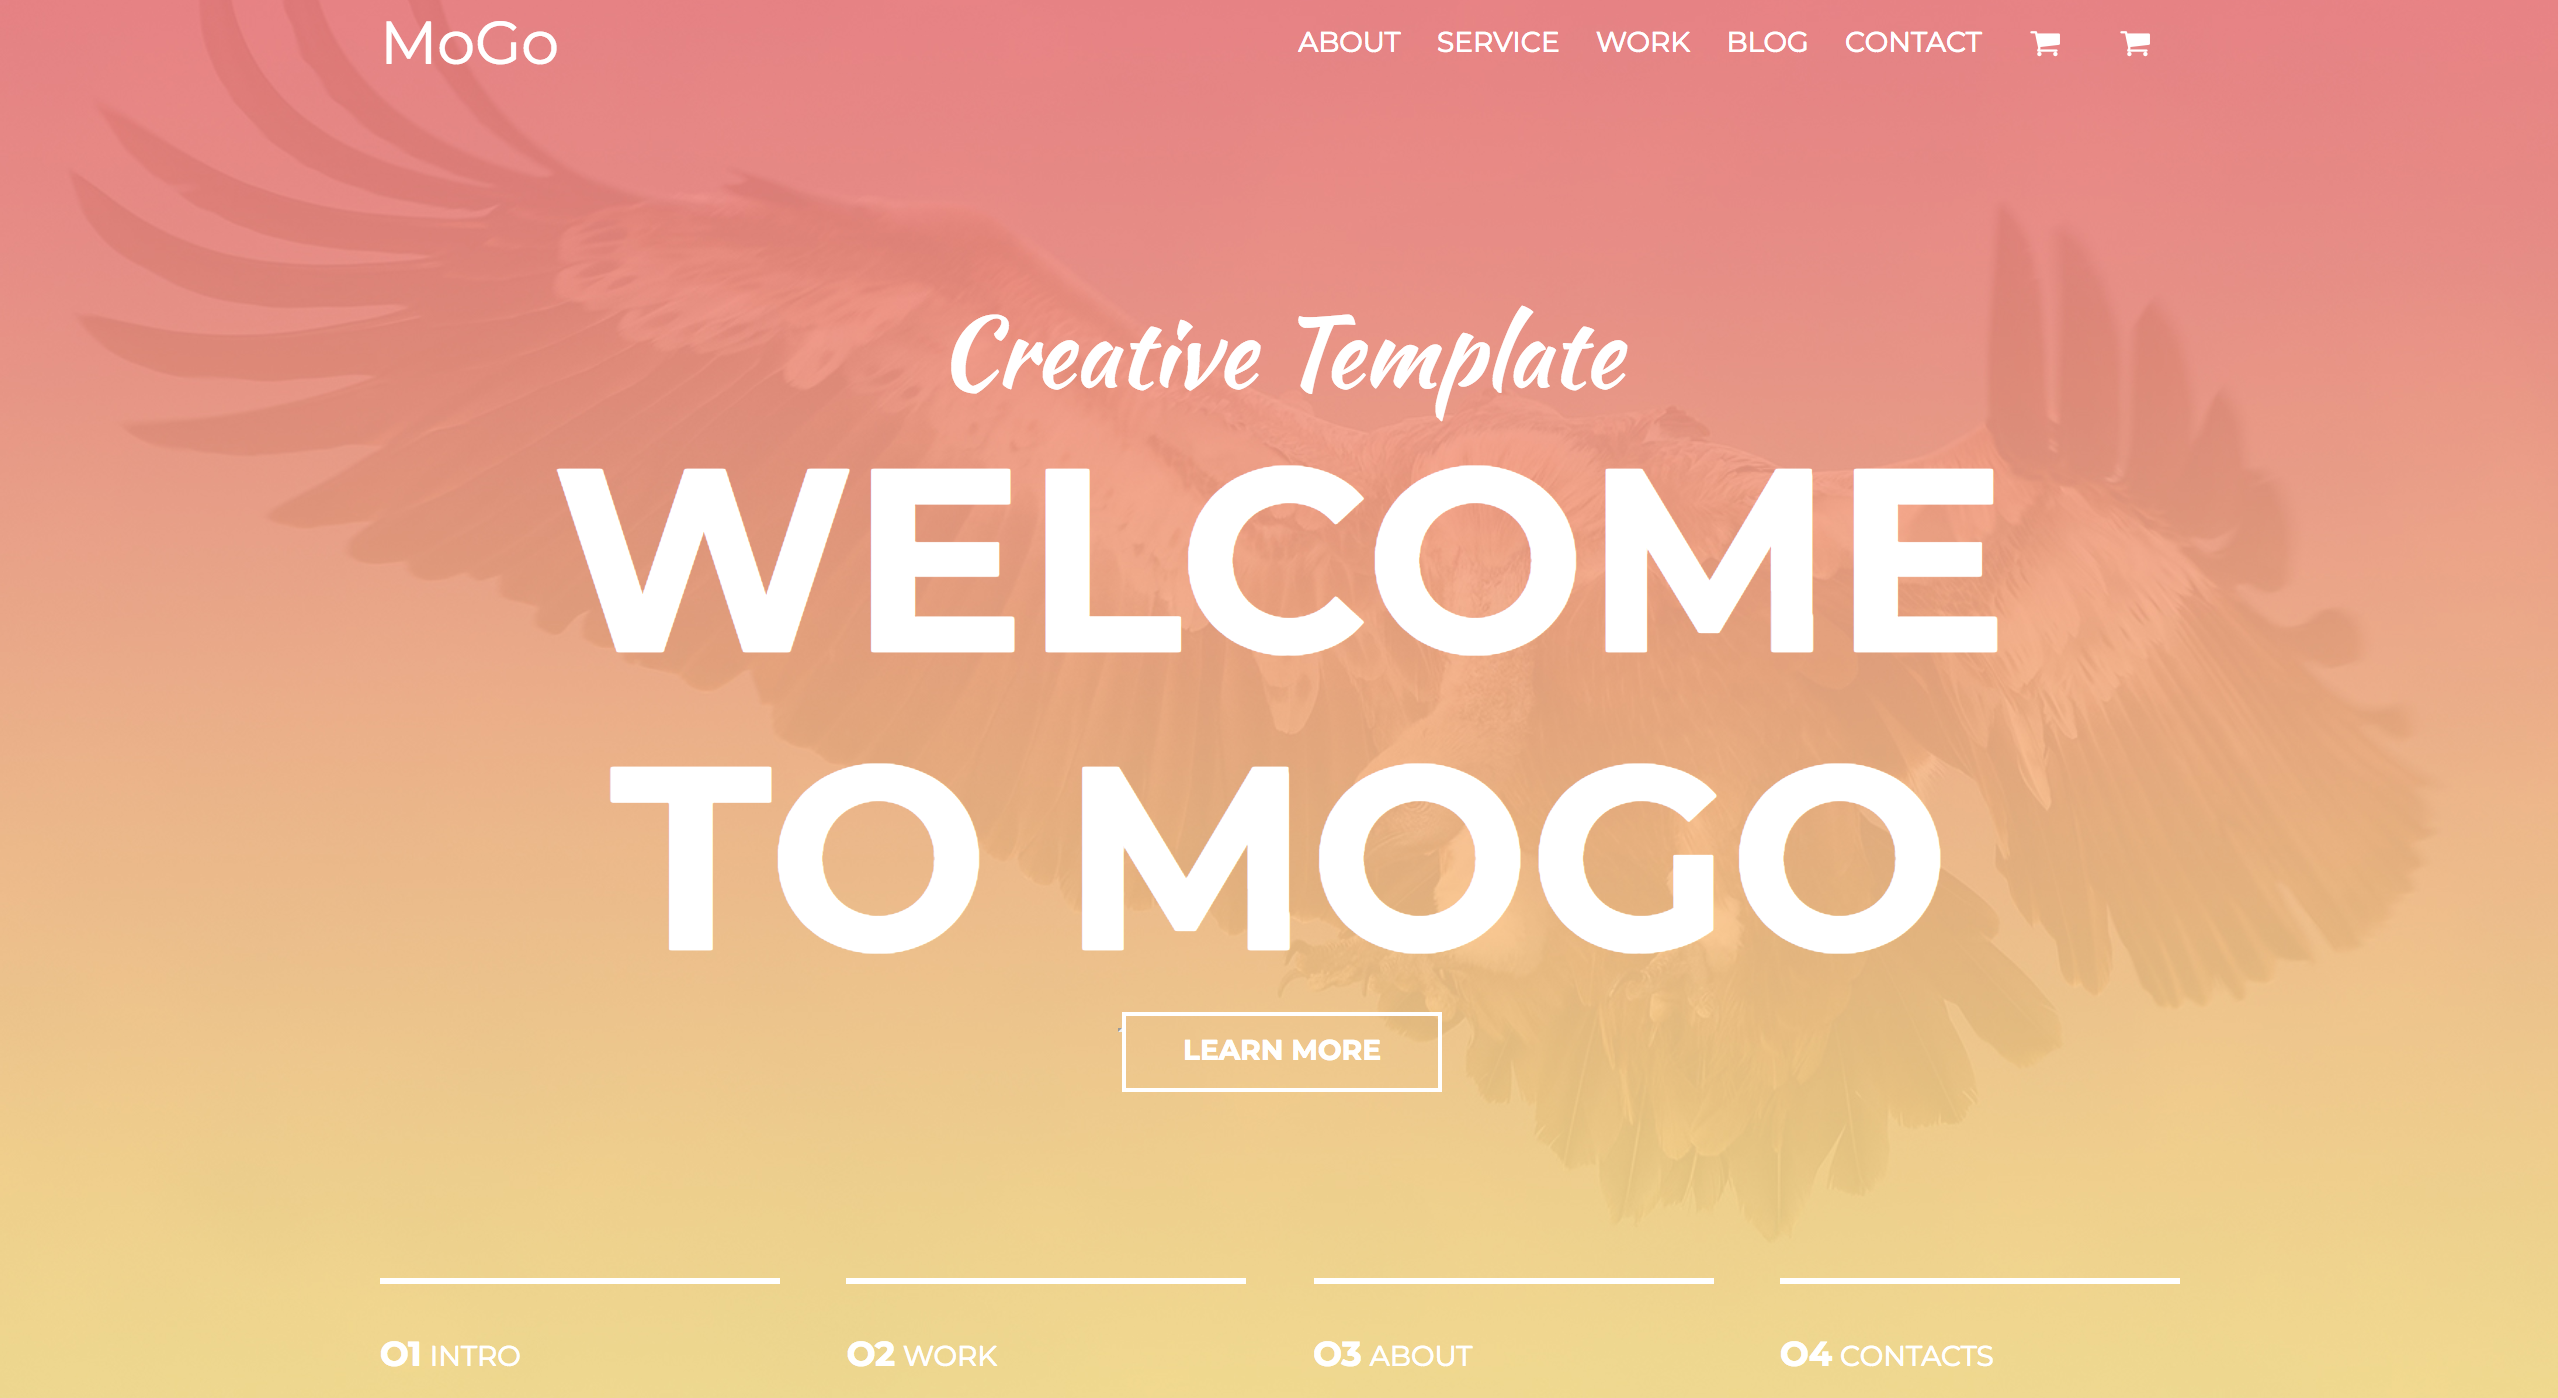 MoGo
ABOUT SERVICE WORK BLOG CONTACT
Creative Template
WELCOME
TO MOGO
LEARN MORE
01 INTRO
02 WORK
03 ABOUT
04 CONTACTS